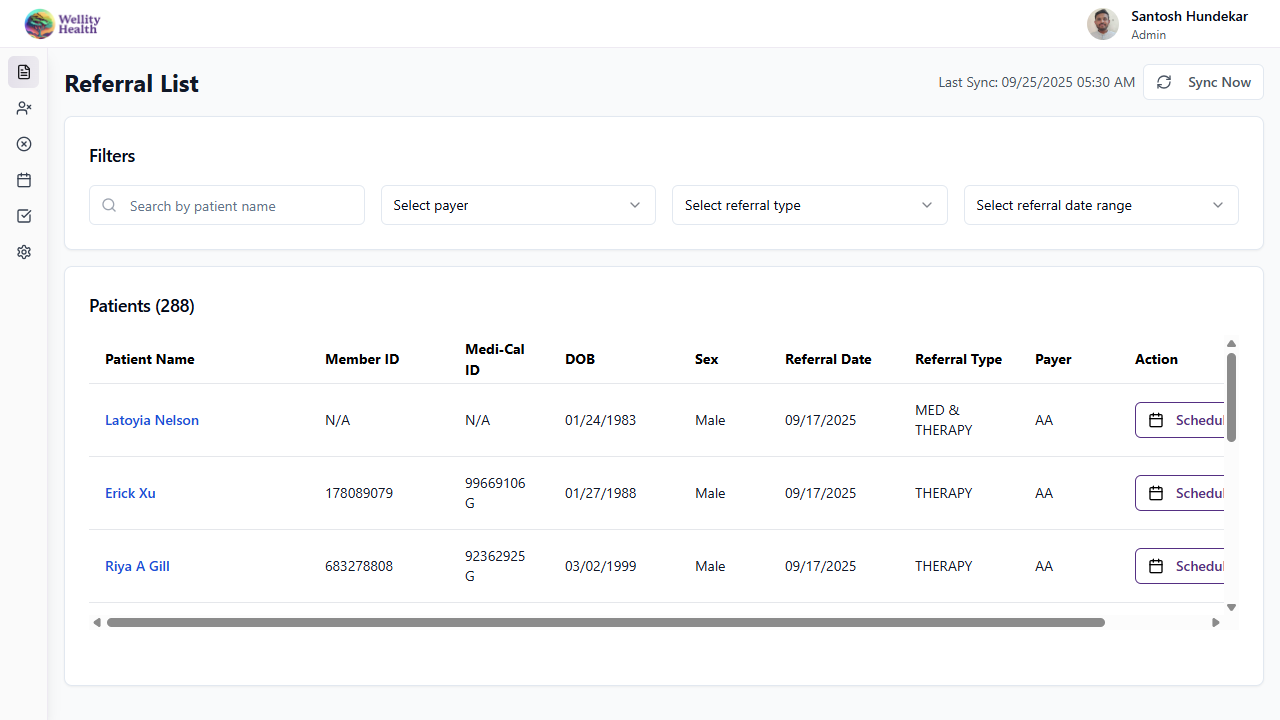 Wellity
Health
Santosh Hundekar
Admin
Referral List
Last Sync: 09/25/2025 05:30 AM
Sync Now
Filters
Search by patient name
Select payer
Select referral type
Select referral date range
Patients (288)
Patient Name
Member ID
Medi-Cal
ID
DOB
Sex
Referral Date
Referral Type
Payer
Action
Latoyia Nelson
N/A
N/A
01/24/1983
Male
09/17/2025
MED &
THERAPY
AA
Schedul
Erick Xu
178089079
99669106
G
01/27/1988
Male
09/17/2025
THERAPY
AA
Schedul
Riya A Gill
683278808
92362925
G
03/02/1999
Male
09/17/2025
THERAPY
AA
Schedul